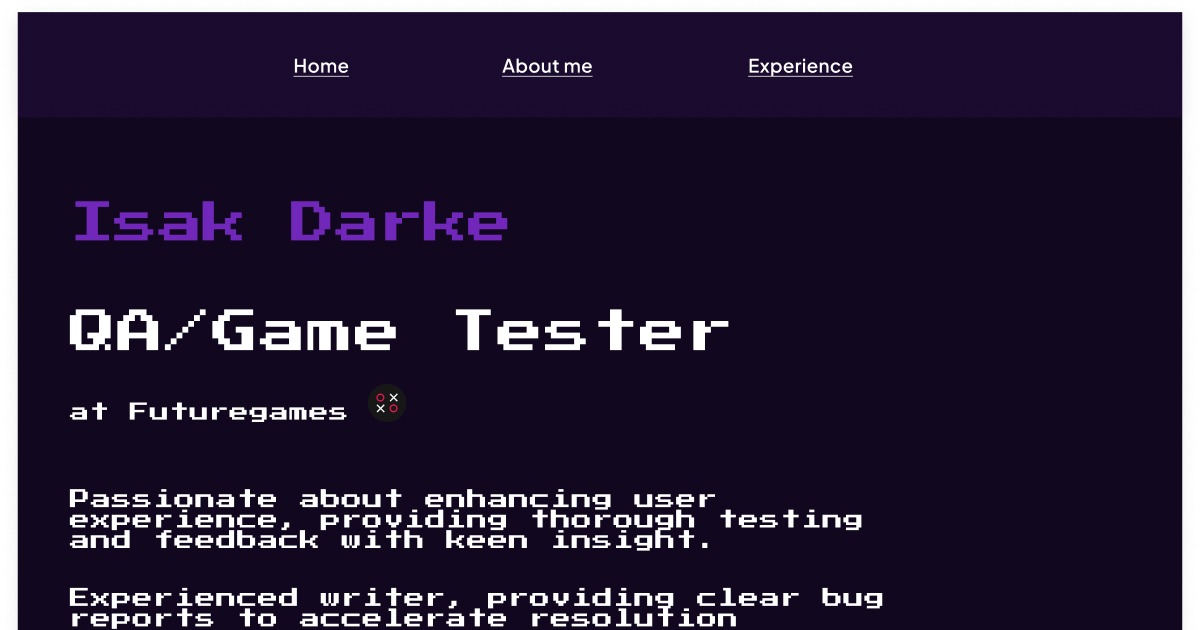 Home About me Experience
Isak Darke
QA/Game Tester
at Futuregames
Passionate about enhancing user
experience, providing thorough testing
and feedback with keen insight.
Experienced writer, providing clear bug
reports to accelerate resolution